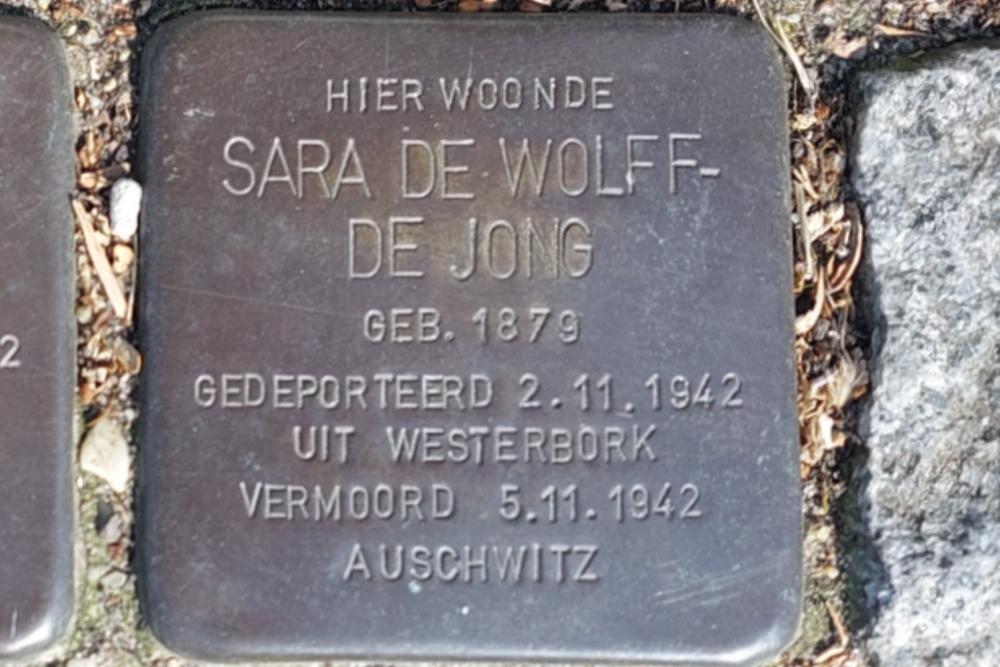 HIER WOONDE
SARA DE WOLFF-
DE JONG
GEB. 1879
GEDEPORTEERD 2.11.1942
UIT WESTERBORK
VERMOORD 5.11.1942
AUSCHWITZ
2